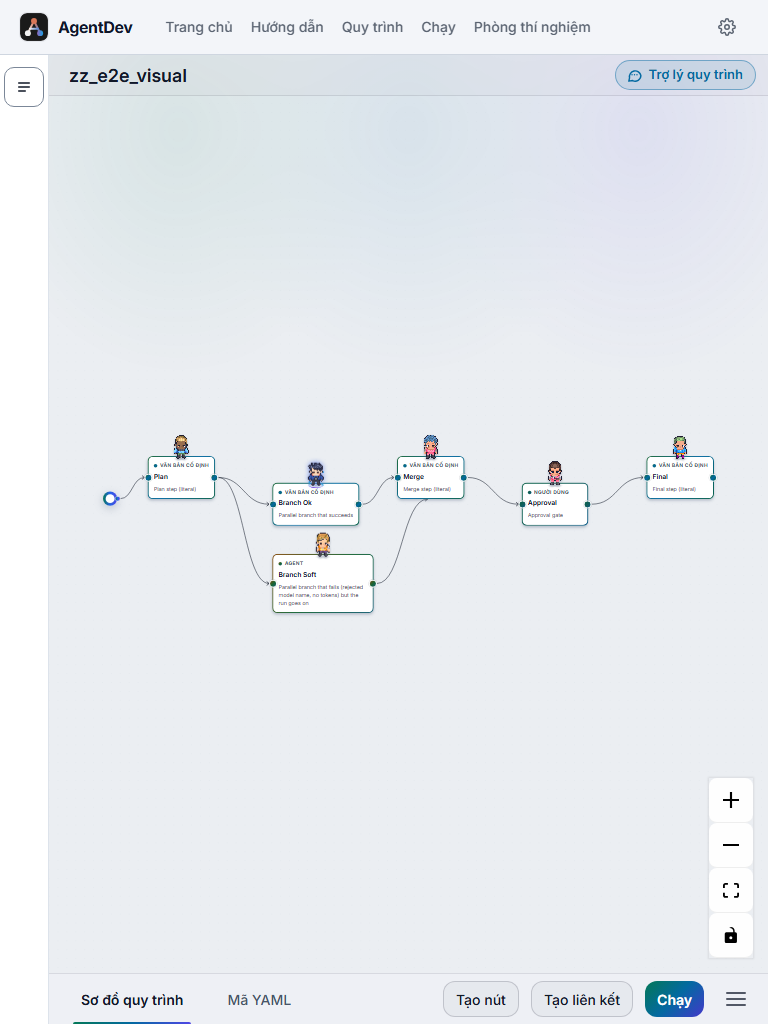 AgentDev
Trang chủ
Hướng dẫn
Quy trình
Chạy
Phòng thí nghiệm
zz_e2e_visual
Trợ lý quy trình
VĂN BẢN CỐ ĐỊNH
Plan
Plan step (literal)
VĂN BẢN CỐ ĐỊNH
Branch Ok
Parallel branch that succeeds
AGENT
Branch Soft
Parallel branch that fails (rejected
model name, no tokens) but the
run goes on
VĂN BẢN CỐ ĐỊNH
Merge
Merge step (literal)
NGƯỜI DÙNG
Approval
Approval gate
VĂN BẢN CỐ ĐỊNH
Final
Final step (literal)
Sơ đồ quy trình
Mã YAML
Tạo nút
Tạo liên kết
Chạy